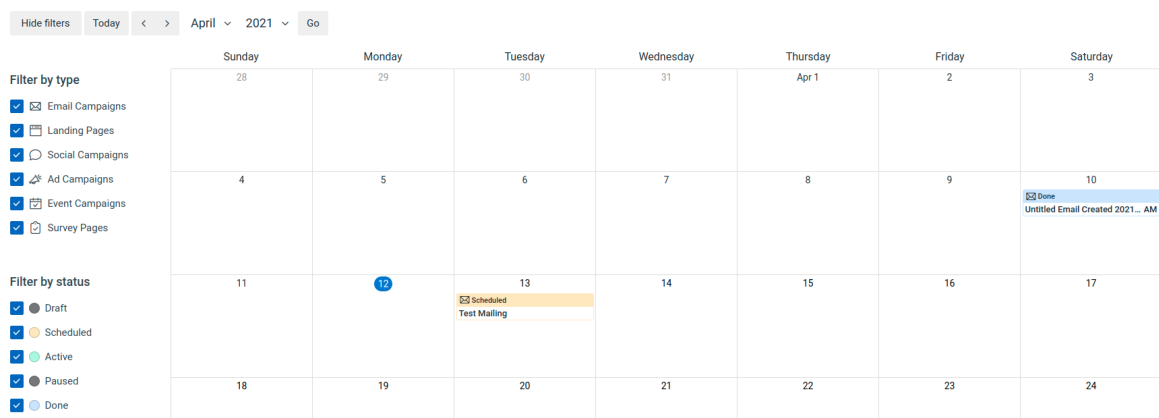 Hide filters Today April 2021 Go
Sunday Monday Tuesday Wednesday Thursday Friday Saturday
Filter by type
Email Campaigns
Landing Pages
Social Campaigns
Ad Campaigns
Event Campaigns
Survey Pages
Filter by status
Draft
Scheduled
Active
Paused
Done
28 29 30 31 Apr 1 2 3
4 5 6 7 8 9 10
Done
Untitled Email Created 2021... AM
11 12 13 14 15 16 17
Scheduled
Test Mailing
18 19 20 21 22 23 24